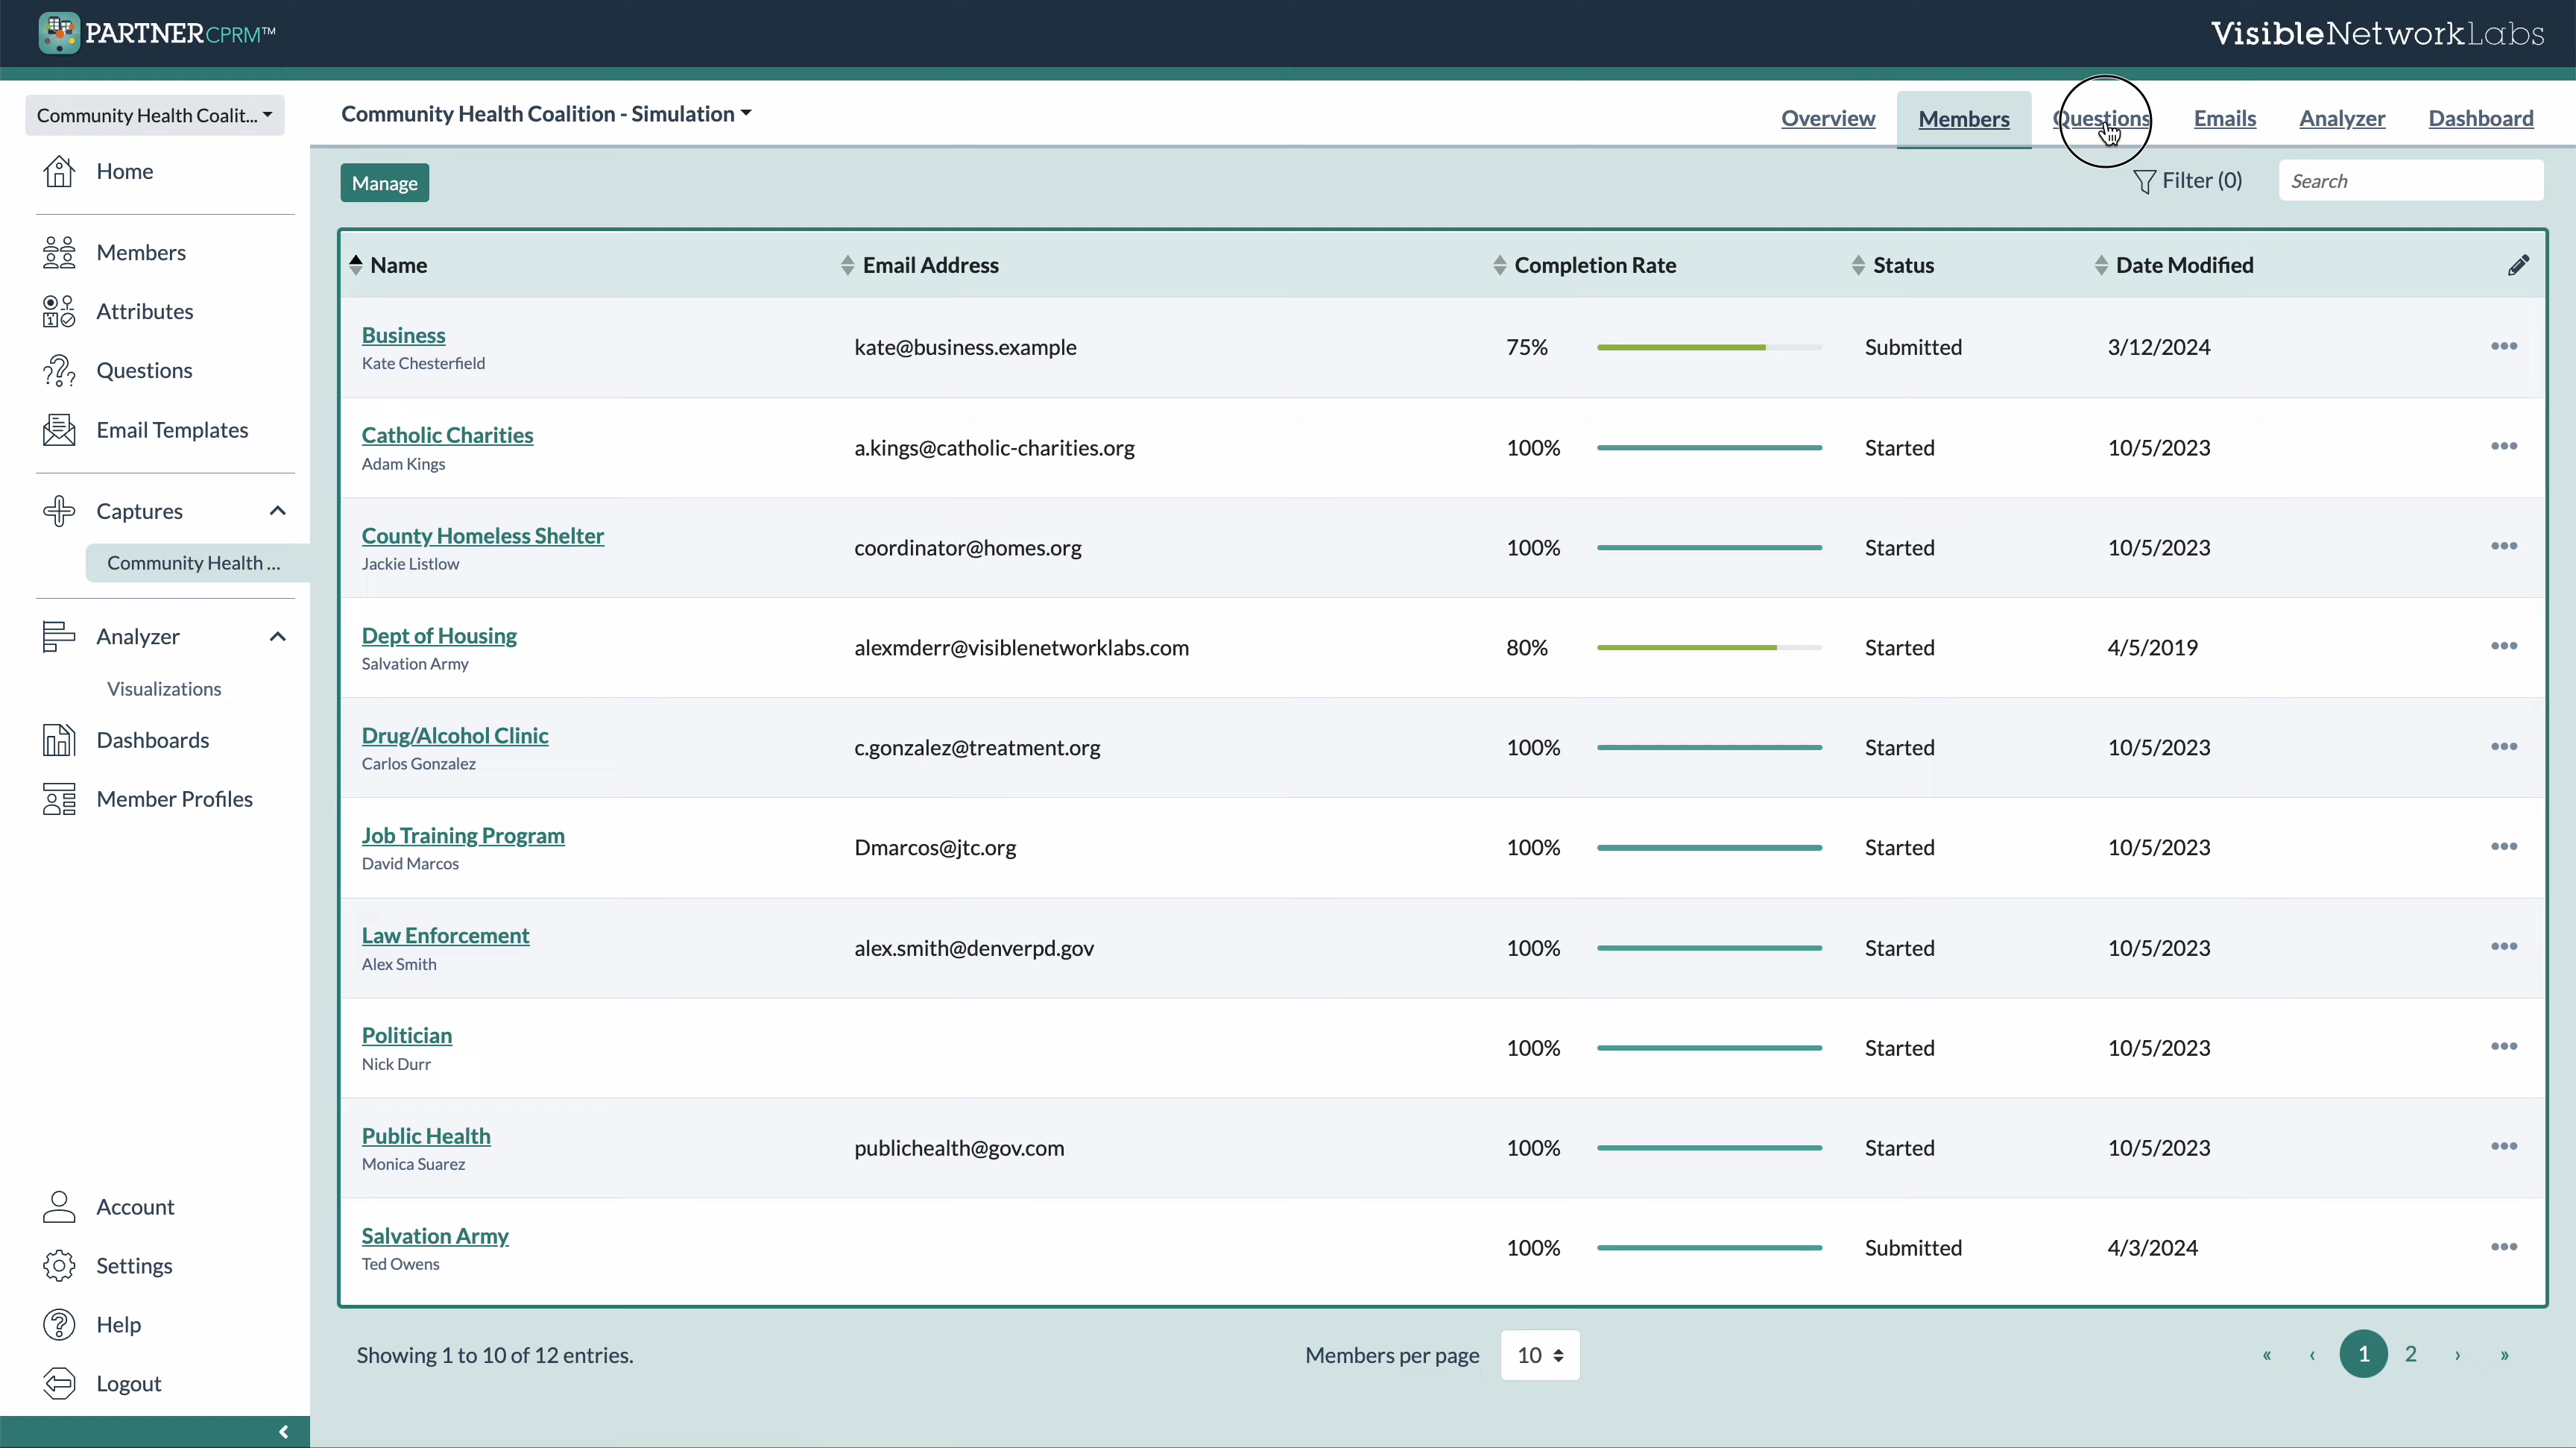 PARTNER CPRM™
VisibleNetworkLabs
Community Health Coalit...
Community Health Coalition - Simulation
Overview
Members
Questions
Emails
Analyzer
Dashboard
Home
Members
Attributes
Questions
Email Templates
Captures
Community Health ...
Analyzer
Visualizations
Dashboards
Member Profiles
Account
Settings
Help
Logout
Manage
Filter (0)
Search
Name Email Address Completion Rate Status Date Modified
Business
Kate Chesterfield
kate@business.example 75% Submitted 3/12/2024
Catholic Charities
Adam Kings
a.kings@catholic-charities.org 100% Started 10/5/2023
County Homeless Shelter
Jackie Listlow
coordinator@homes.org 100% Started 10/5/2023
Dept of Housing
Salvation Army
alexmderr@visiblenetworklabs.com 80% Started 4/5/2019
Drug/Alcohol Clinic
Carlos Gonzalez
c.gonzalez@treatment.org 100% Started 10/5/2023
Job Training Program
David Marcos
Dmarcos@jtc.org 100% Started 10/5/2023
Law Enforcement
Alex Smith
alex.smith@denverpd.gov 100% Started 10/5/2023
Politician
Nick Durr
100% Started 10/5/2023
Public Health
Monica Suarez
publichealth@gov.com 100% Started 10/5/2023
Salvation Army
Ted Owens
100% Submitted 4/3/2024
Showing 1 to 10 of 12 entries.
Members per page 10
« ‹ 1 2 › »